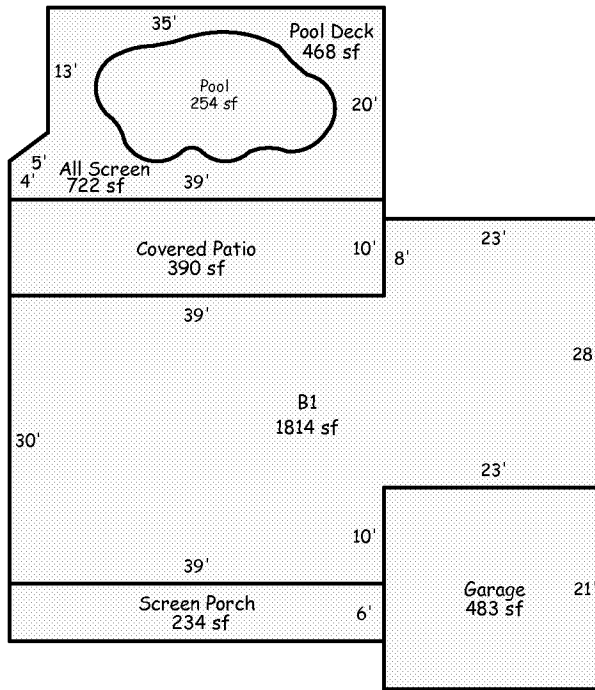 35'
Pool Deck
468 sf
13'
Pool
254 sf
20'
5'
All Screen
4'
722 sf
39'
Covered Patio
390 sf
10'
23'
8'
39'
28
B1
1814 sf
30'
23'
10'
39'
Screen Porch
234 sf
6'
Garage
483 sf
21'